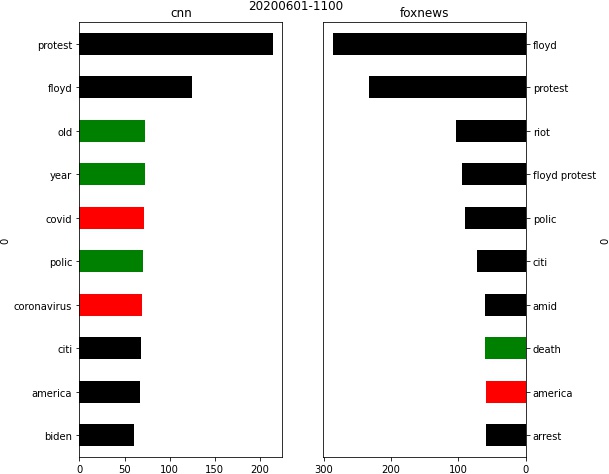 20200601-1100
cnn
protest
floyd
old
year
covid
polic
coronavirus
citi
america
biden
0
0 50 100 150 200
foxnews
floyd
protest
riot
floyd protest
polic
citi
amid
death
america
arrest
0
300 200 100 0